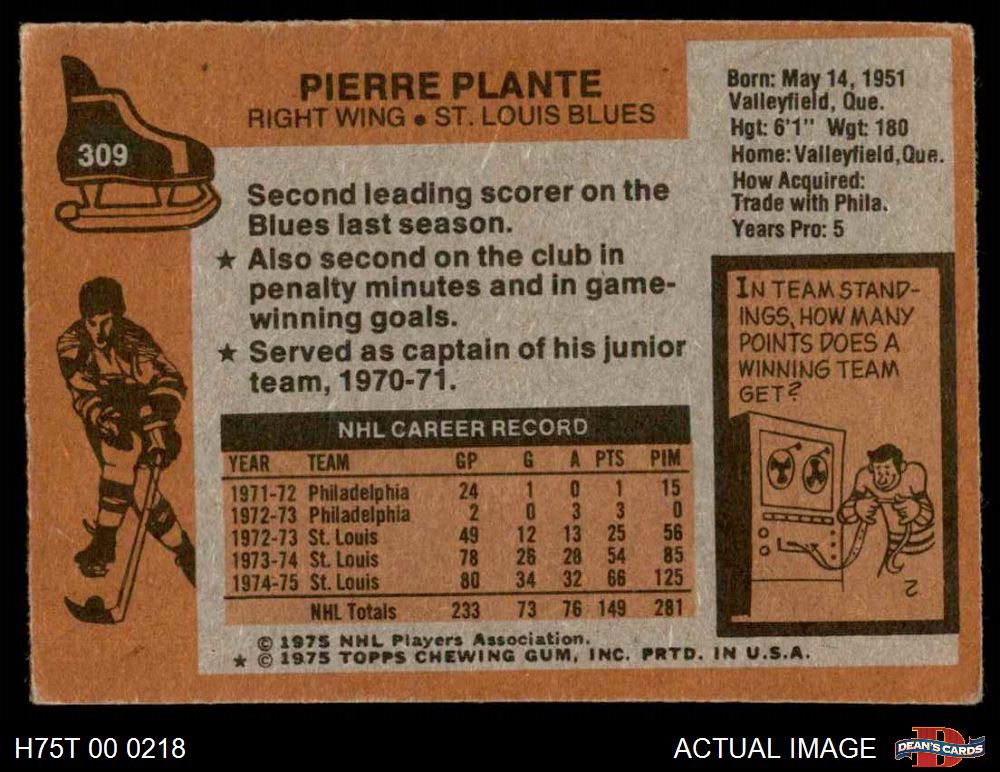 309
PIERRE PLANTE
RIGHT WING ● ST. LOUIS BLUES
Second leading scorer on the
Blues last season.
★ Also second on the club in
penalty minutes and in game-
winning goals.
★ Served as captain of his junior
team, 1970-71.
NHL CAREER RECORD
YEAR TEAM GP G A PTS PIM
1971-72 Philadelphia 24 1 0 1 15
1972-73 Philadelphia 2 0 3 3 0
1972-73 St. Louis 49 12 13 25 56
1973-74 St. Louis 78 26 28 54 85
1974-75 St. Louis 80 34 32 66 125
NHL Totals 233 73 76 149 281
© 1975 NHL Players Association.
★ © 1975 TOPPS CHEWING GUM, INC. PRTD. IN U.S.A.
Born: May 14, 1951
Valleyfield, Que.
Hgt: 6'1" Wgt: 180
Home: Valleyfield, Que.
How Acquired:
Trade with Phila.
Years Pro: 5
IN TEAM STAND-
INGS, HOW MANY
POINTS DOES A
WINNING TEAM
GET?
2
H75T 00 0218
ACTUAL IMAGE
D
DEAN'S CARDS